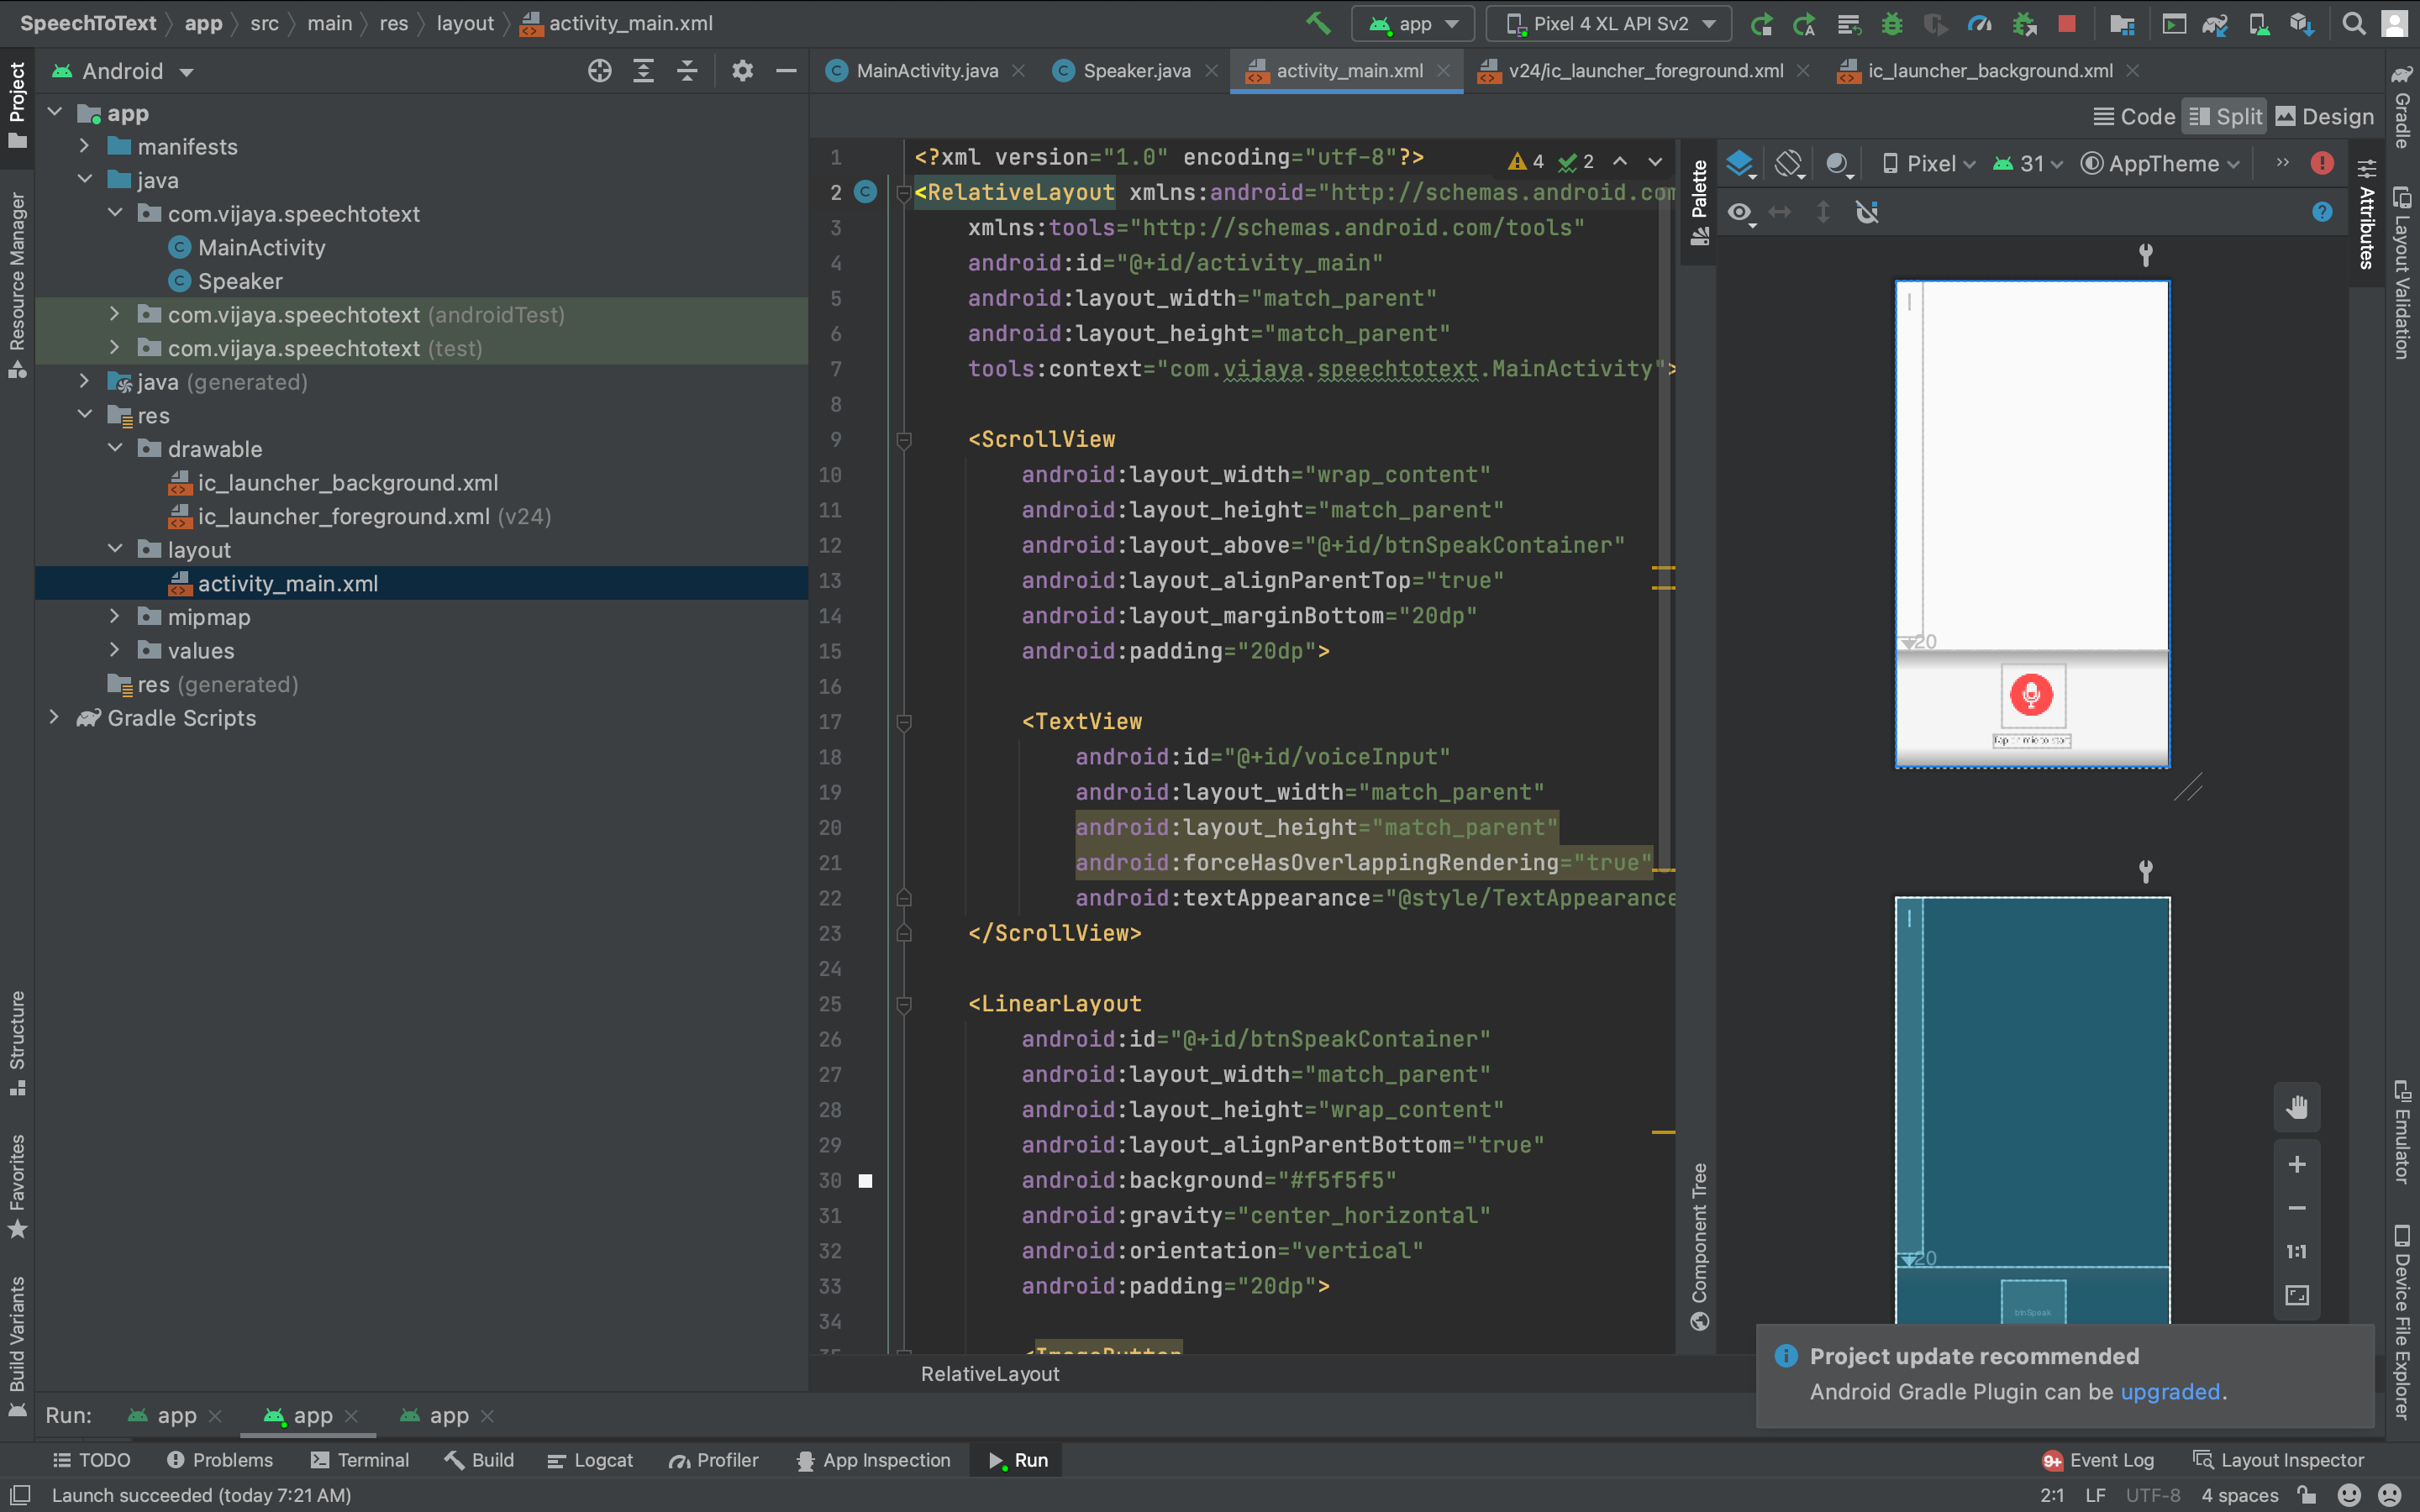 SpeechToText app src main res layout activity_main.xml
app Pixel 4 XL API Sv2
Android
MainActivity.java Speaker.java activity_main.xml v24/ic_launcher_foreground.xml ic_launcher_background.xml
Code Split Design
Project
Resource Manager
Structure
Favorites
Build Variants
app
manifests
java
com.vijaya.speechtotext
MainActivity
Speaker
com.vijaya.speechtotext (androidTest)
com.vijaya.speechtotext (test)
java (generated)
res
drawable
ic_launcher_background.xml
ic_launcher_foreground.xml (v24)
layout
activity_main.xml
mipmap
values
res (generated)
Gradle Scripts
1 <?xml version="1.0" encoding="utf-8"?>
4 2
2 <RelativeLayout xmlns:android="http://schemas.android.com
3 xmlns:tools="http://schemas.android.com/tools"
4 android:id="@+id/activity_main"
5 android:layout_width="match_parent"
6 android:layout_height="match_parent"
7 tools:context="com.vijaya.speechtotext.MainActivity">
8
9 <ScrollView
10 android:layout_width="wrap_content"
11 android:layout_height="match_parent"
12 android:layout_above="@+id/btnSpeakContainer"
13 android:layout_alignParentTop="true"
14 android:layout_marginBottom="20dp"
15 android:padding="20dp">
16
17 <TextView
18 android:id="@+id/voiceInput"
19 android:layout_width="match_parent"
20 android:layout_height="match_parent"
21 android:forceHasOverlappingRendering="true"
22 android:textAppearance="@style/TextAppearance
23 </ScrollView>
24
25 <LinearLayout
26 android:id="@+id/btnSpeakContainer"
27 android:layout_width="match_parent"
28 android:layout_height="wrap_content"
29 android:layout_alignParentBottom="true"
30 android:background="#f5f5f5"
31 android:gravity="center_horizontal"
32 android:orientation="vertical"
33 android:padding="20dp">
34
35 <ImageButton
RelativeLayout
Palette
Component Tree
Pixel 31 AppTheme
20
20
btnSpeak
1:1
Attributes
Gradle
Layout Validation
Emulator
Device File Explorer
Project update recommended
Android Gradle Plugin can be upgraded.
Run: app app app
TODO Problems Terminal Build Logcat Profiler App Inspection Run
9+ Event Log Layout Inspector
Launch succeeded (today 7:21 AM)
2:1 LF UTF-8 4 spaces